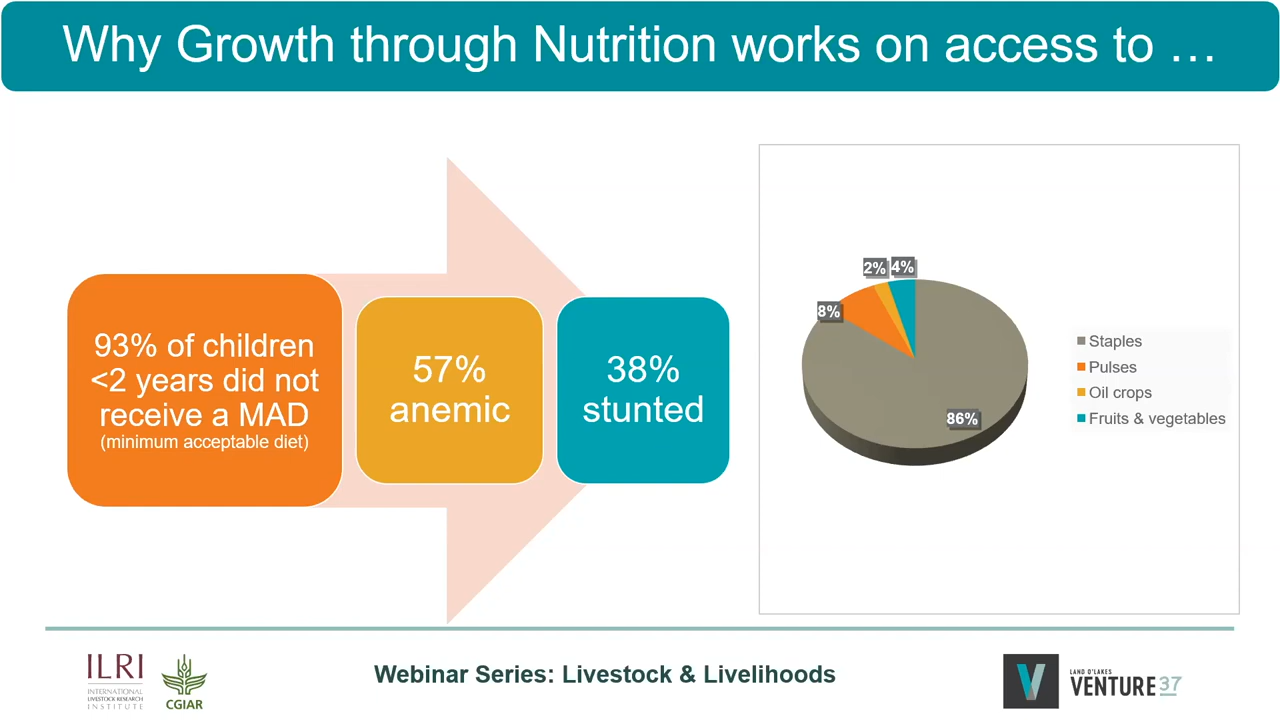 Why Growth through Nutrition works on access to …
93% of children
<2 years did not
receive a MAD
(minimum acceptable diet)
57%
anemic
38%
stunted
2%
4%
8%
86%
Staples
Pulses
Oil crops
Fruits & vegetables
ILRI
INTERNATIONAL
LIVESTOCK RESEARCH
INSTITUTE
CGIAR
Webinar Series: Livestock & Livelihoods
LAND O'LAKES
VENTURE 37